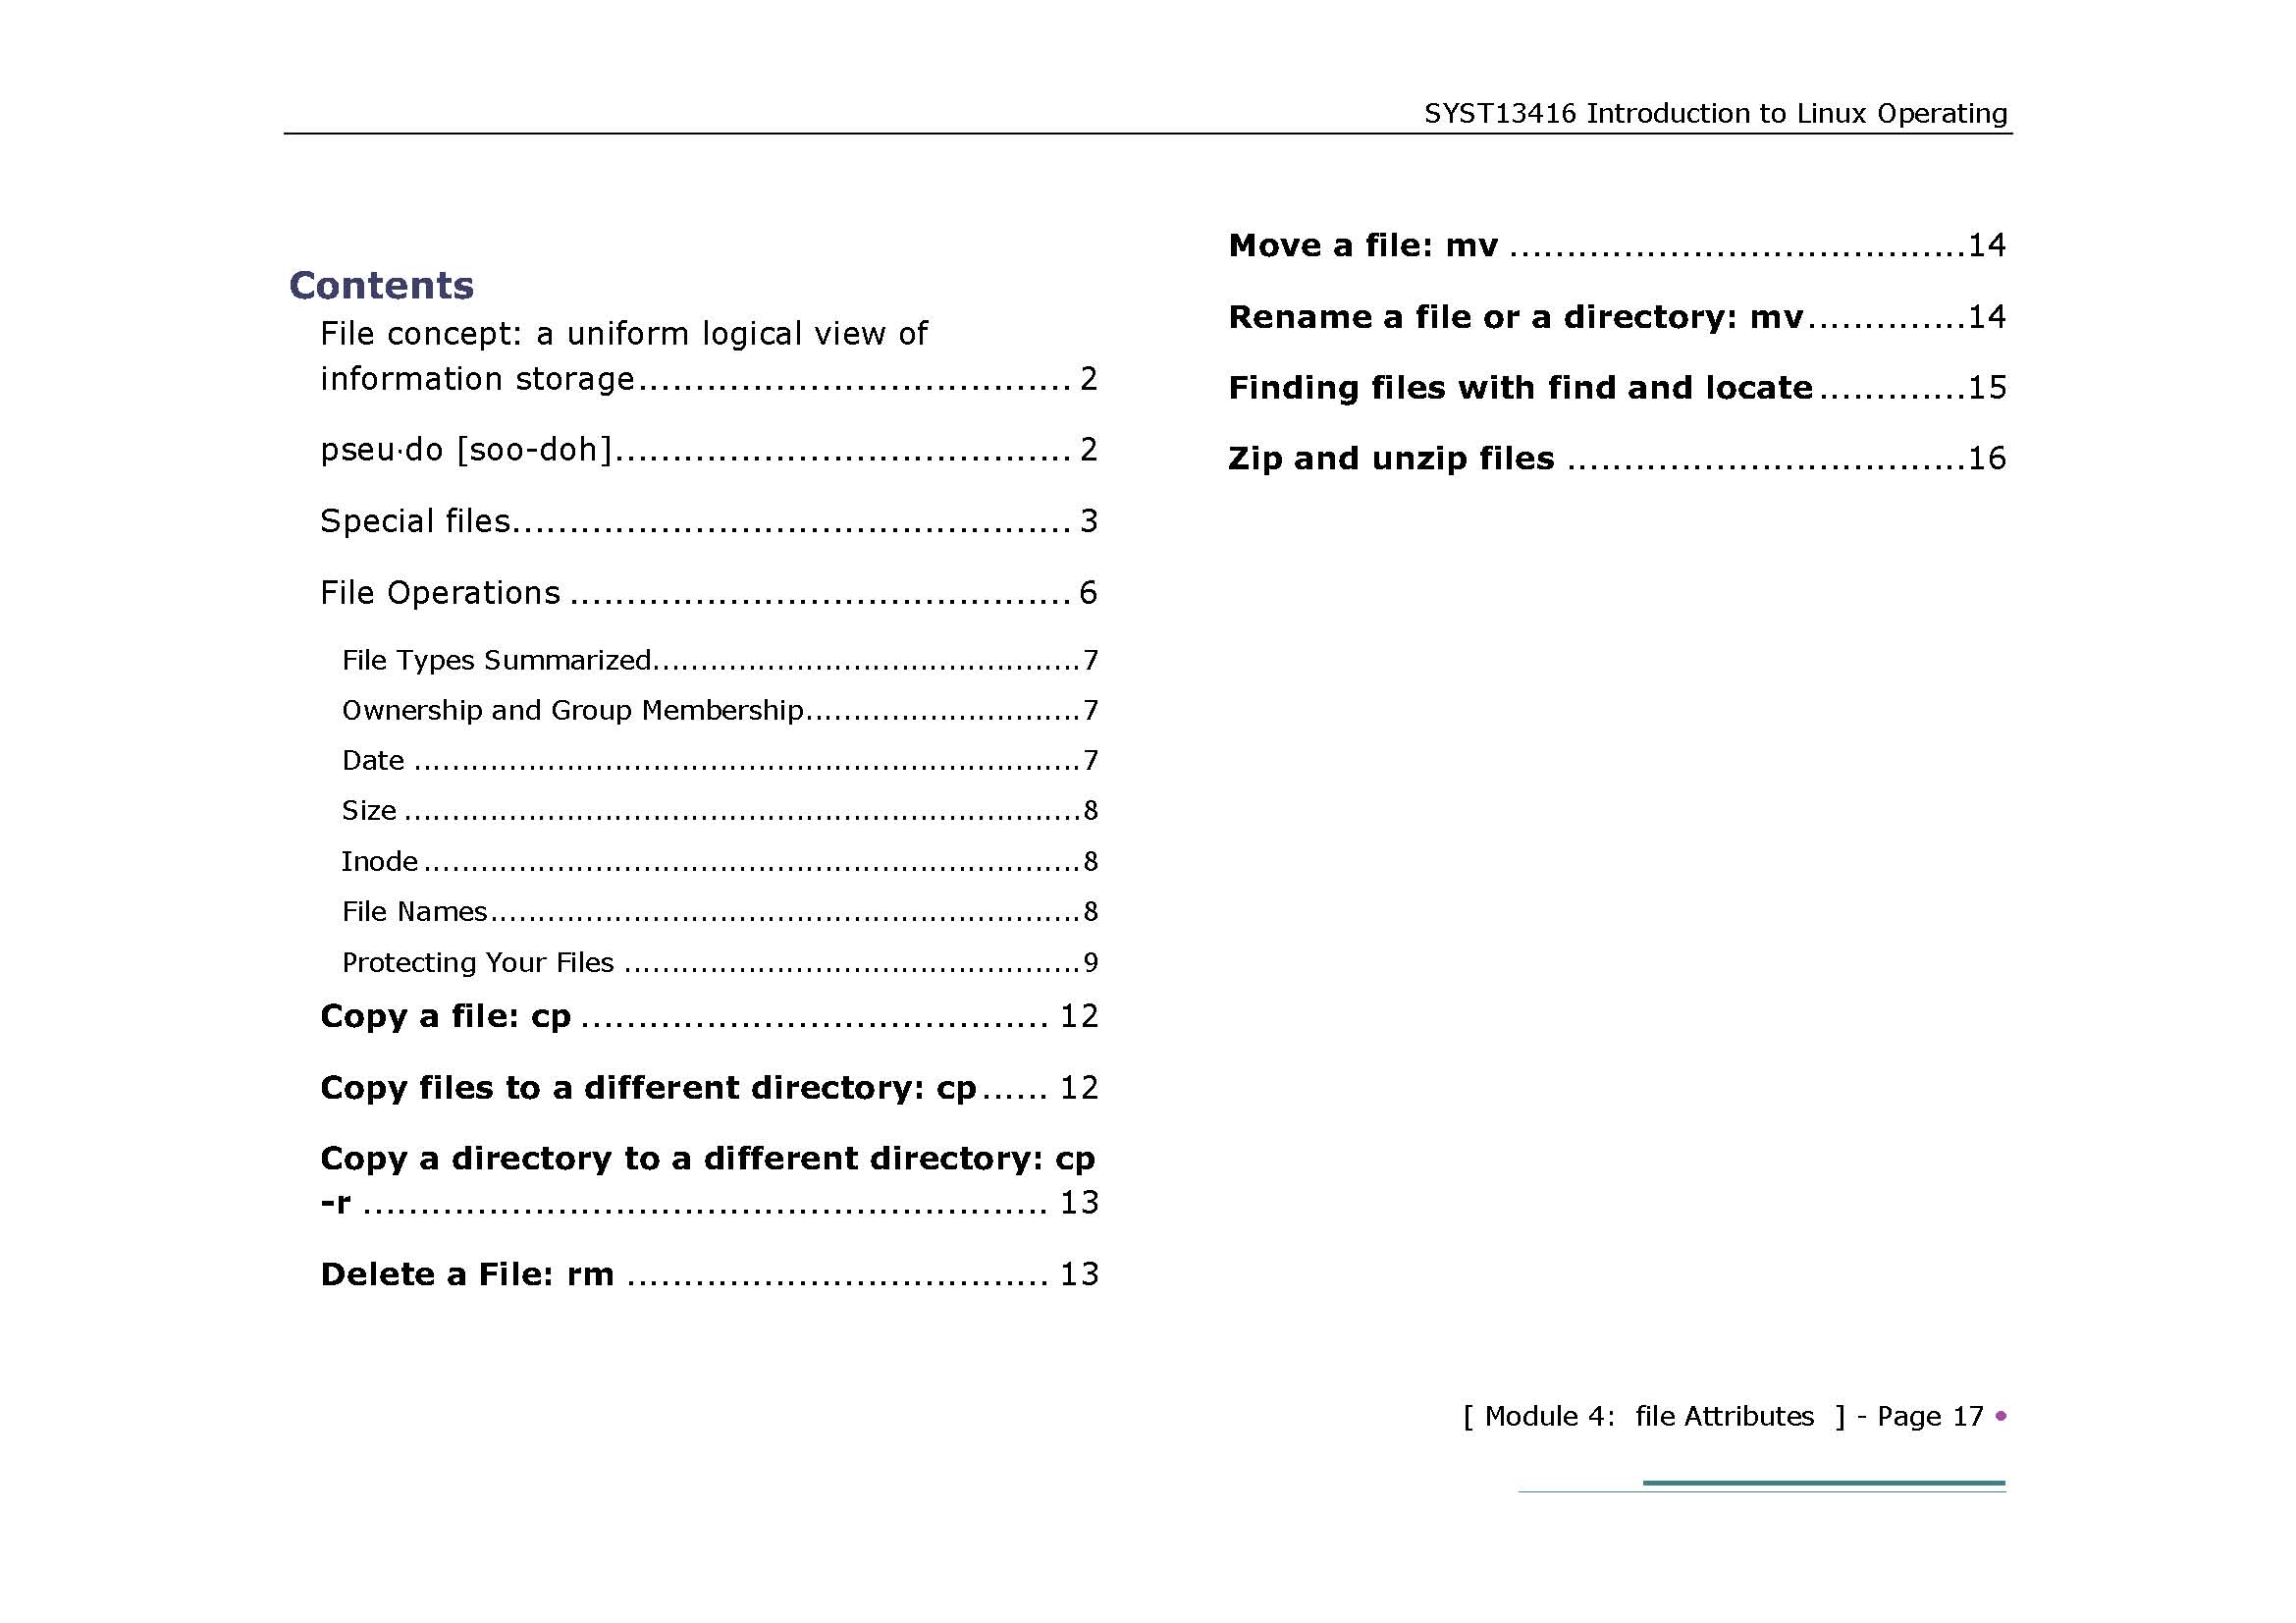 SYST13416 Introduction to Linux Operating
Contents
File concept: a uniform logical view of
information storage...................................... 2
pseu·do [soo-doh]........................................ 2
Special files................................................. 3
File Operations ............................................ 6
File Types Summarized.............................................7
Ownership and Group Membership.............................7
Date ......................................................................7
Size .......................................................................8
Inode.....................................................................8
File Names..............................................................8
Protecting Your Files ................................................9
Copy a file: cp ......................................... 12
Copy files to a different directory: cp...... 12
Copy a directory to a different directory: cp
-r ............................................................ 13
Delete a File: rm ..................................... 13
Move a file: mv ........................................14
Rename a file or a directory: mv..............14
Finding files with find and locate.............15
Zip and unzip files ...................................16
[ Module 4:  file Attributes  ] - Page 17 •